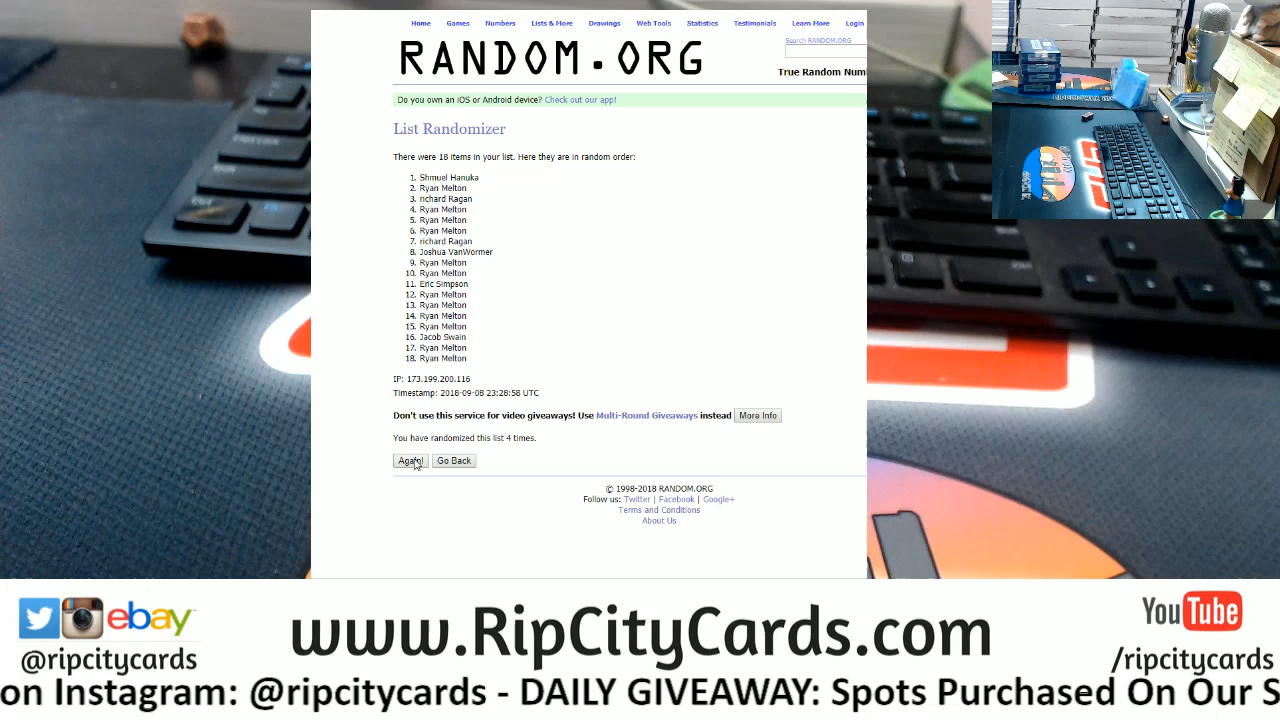 Home Games Numbers Lists & More Drawings Web Tools Statistics Testimonials Learn More Login
RANDOM.ORG
Search RANDOM.ORG
True Random Num
Do you own an iOS or Android device? Check out our app!
List Randomizer
There were 18 items in your list. Here they are in random order:
1. Shmuel Hanuka
2. Ryan Melton
3. richard Ragan
4. Ryan Melton
5. Ryan Melton
6. Ryan Melton
7. richard Ragan
8. Joshua VanWormer
9. Ryan Melton
10. Ryan Melton
11. Eric Simpson
12. Ryan Melton
13. Ryan Melton
14. Ryan Melton
15. Ryan Melton
16. Jacob Swain
17. Ryan Melton
18. Ryan Melton
IP: 173.199.200.116
Timestamp: 2018-09-08 23:28:58 UTC
Don't use this service for video giveaways! Use Multi-Round Giveaways instead More Info
You have randomized this list 4 times.
Again! Go Back
© 1998-2018 RANDOM.ORG
Follow us: Twitter | Facebook | Google+
Terms and Conditions
About Us
ebay
@ripcitycards
www.RipCityCards.com
YouTube
/ripcitycards
on Instagram: @ripcitycards - DAILY GIVEAWAY: Spots Purchased On Our S